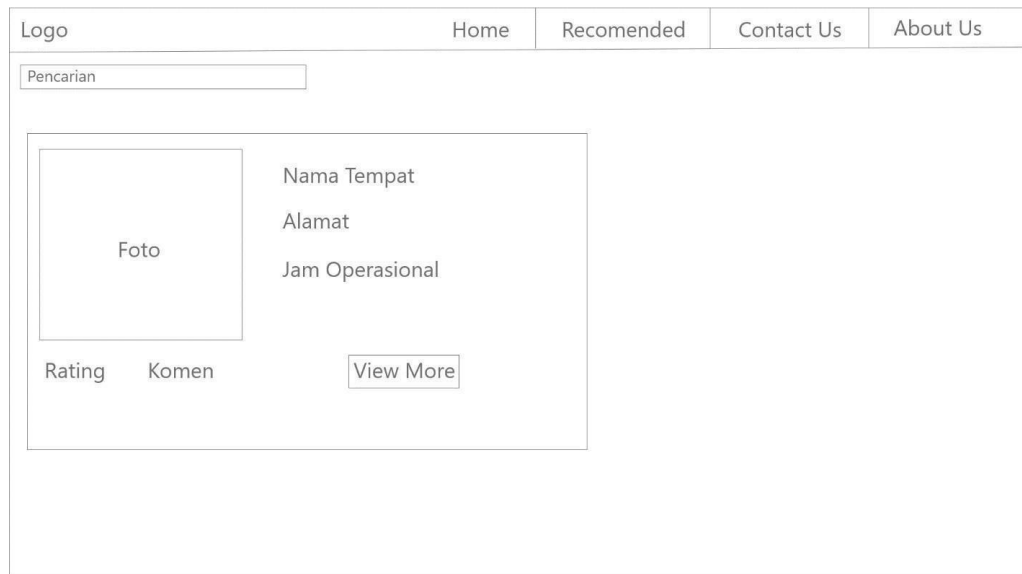 Logo Home Recomended Contact Us About Us
Pencarian
Foto
Nama Tempat
Alamat
Jam Operasional
Rating Komen View More